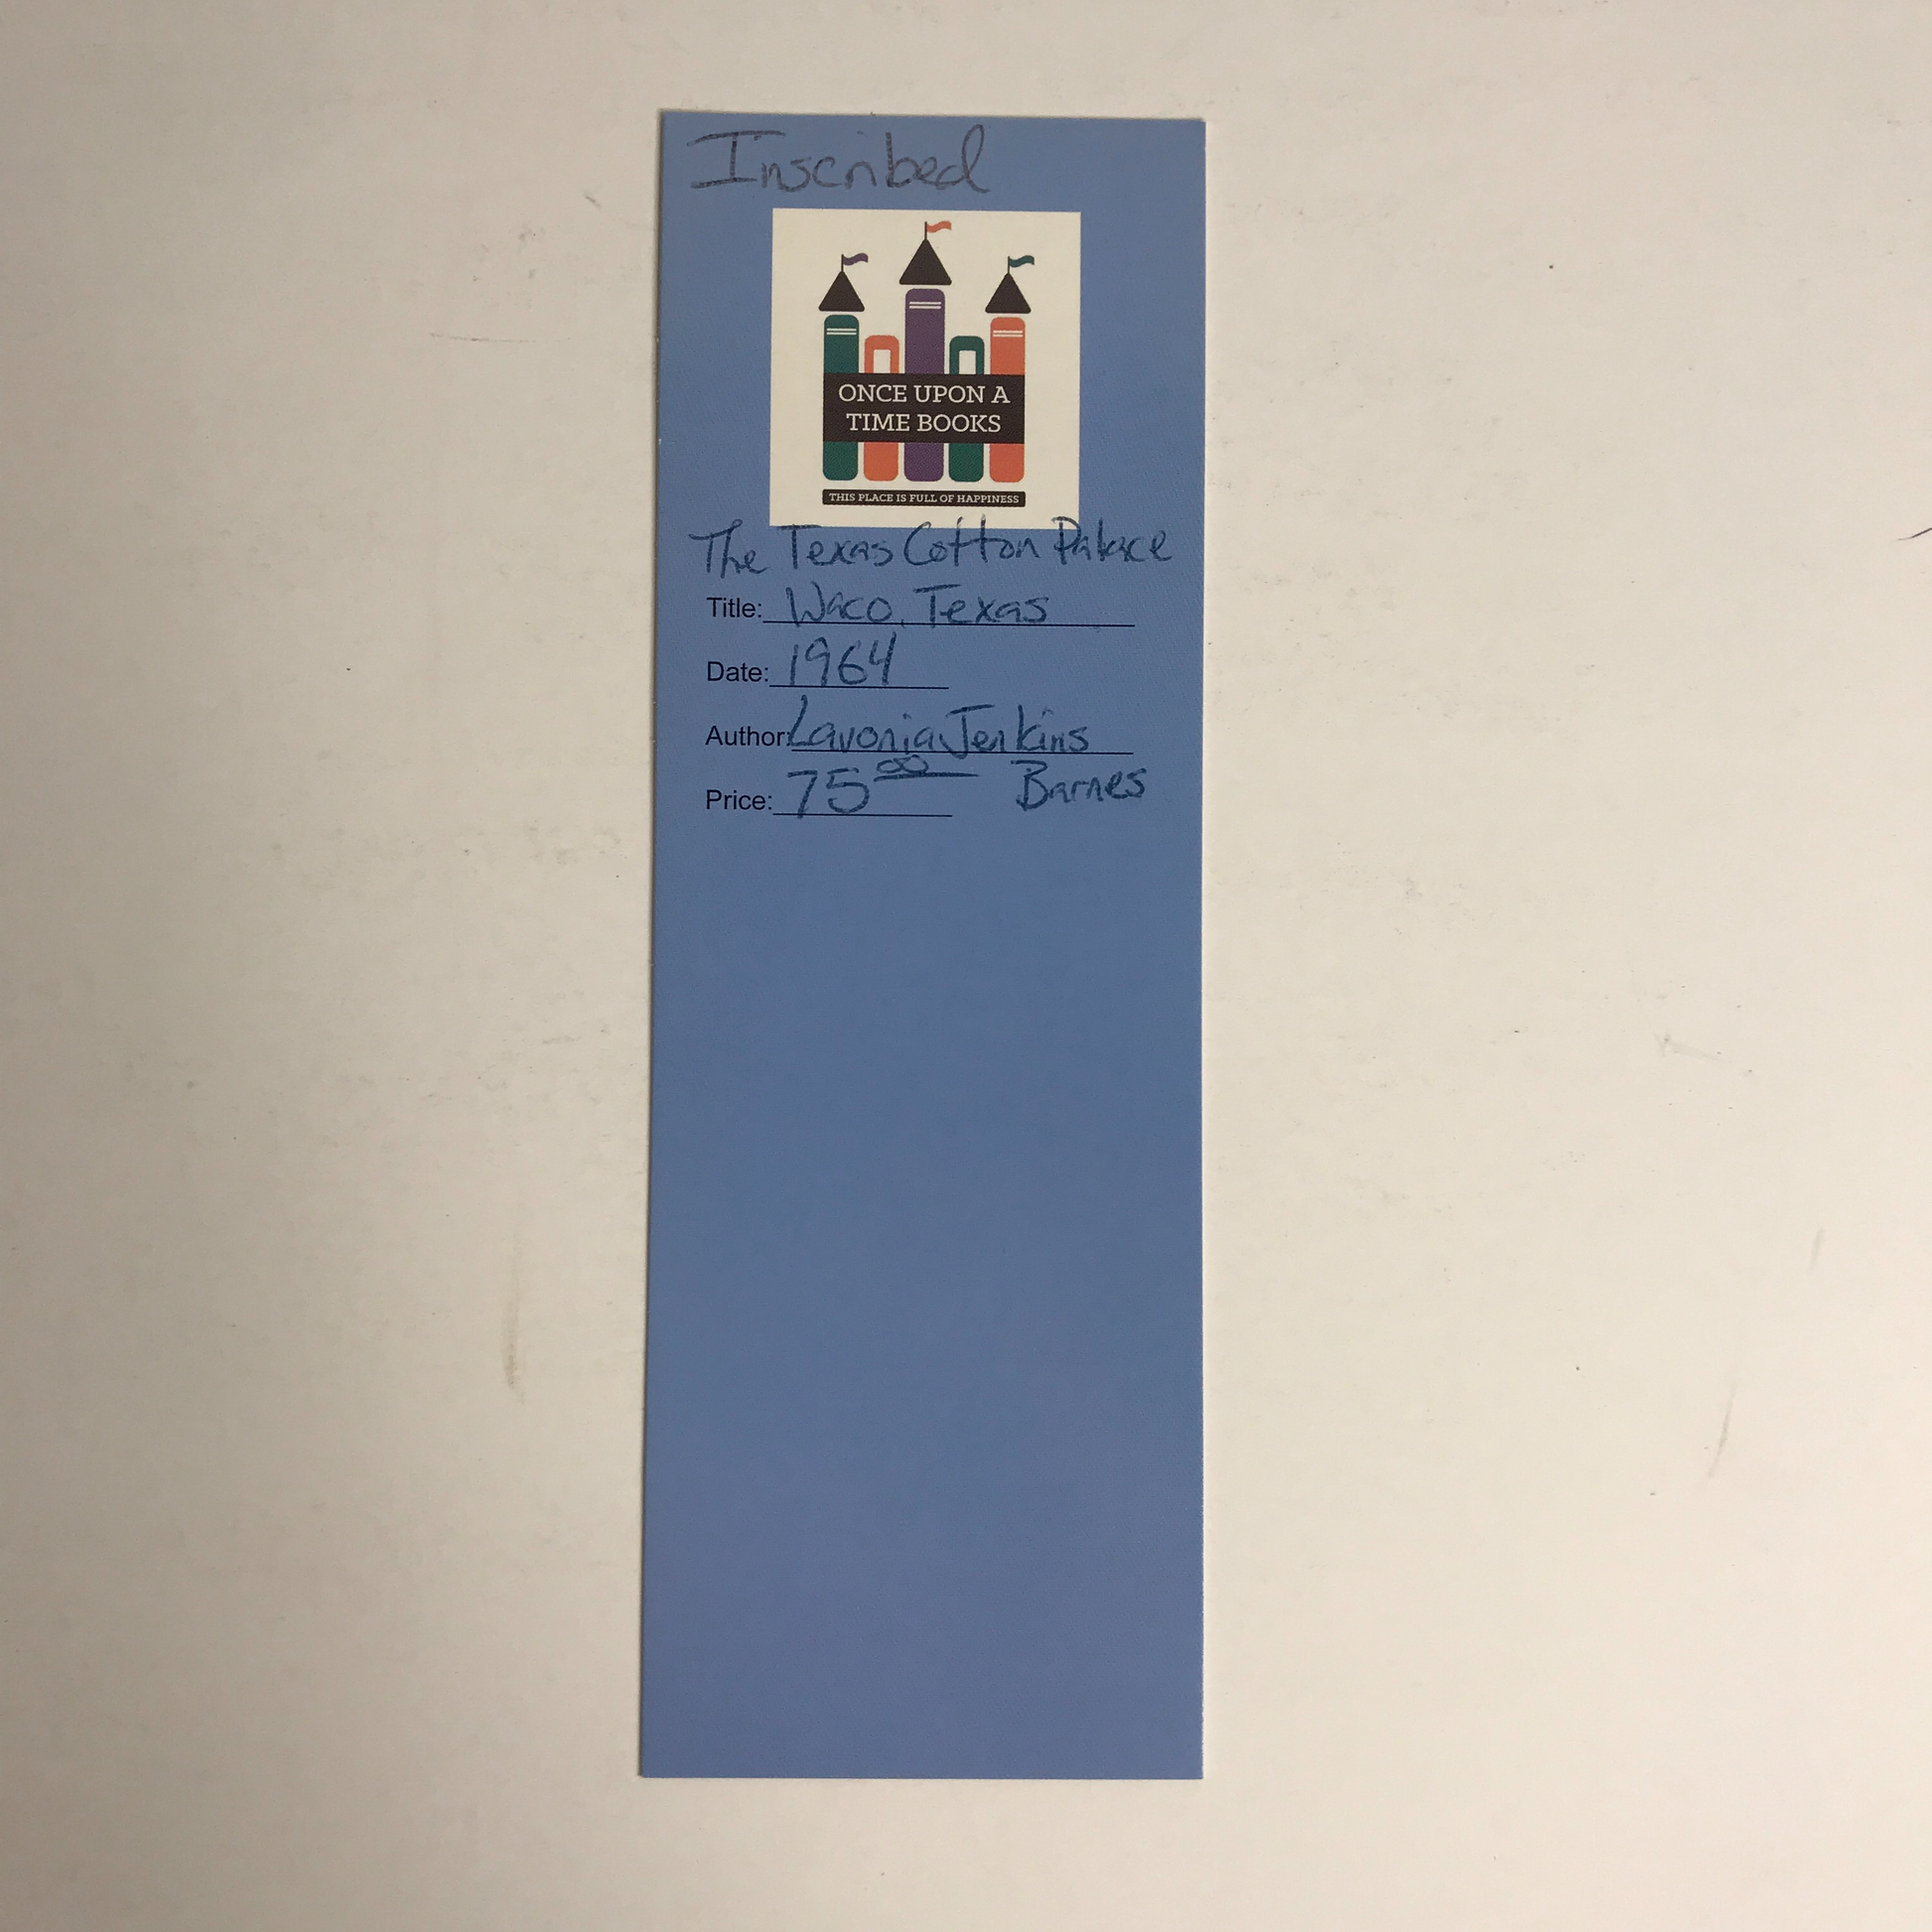 Inscribed
ONCE UPON A
TIME BOOKS
THIS PLACE IS FULL OF HAPPINESS
The Texas Cotton Palace
Title: Waco, Texas
Date: 1964
Author: Lavonia Jenkins
Barnes
Price: 75 00